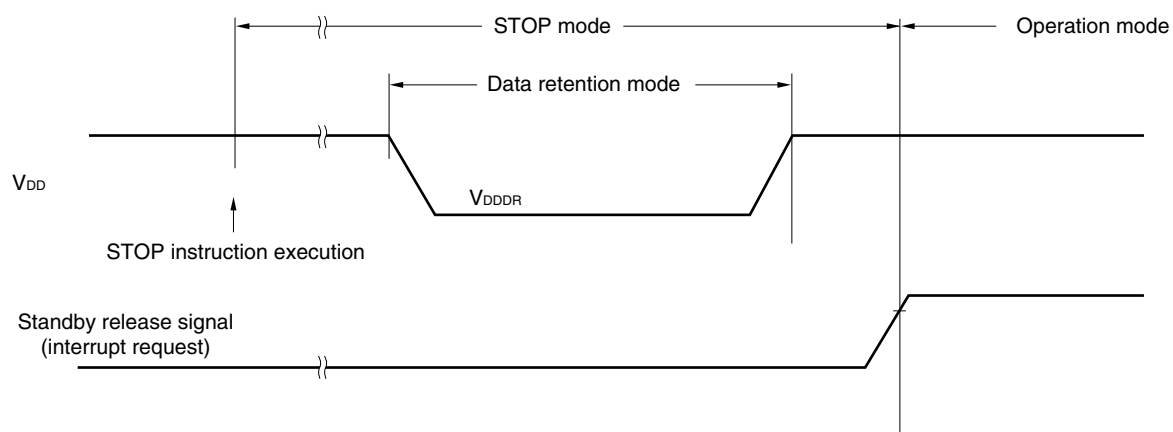 STOP mode
Operation mode
Data retention mode
VDD
VDDDR
STOP instruction execution
Standby release signal
(interrupt request)